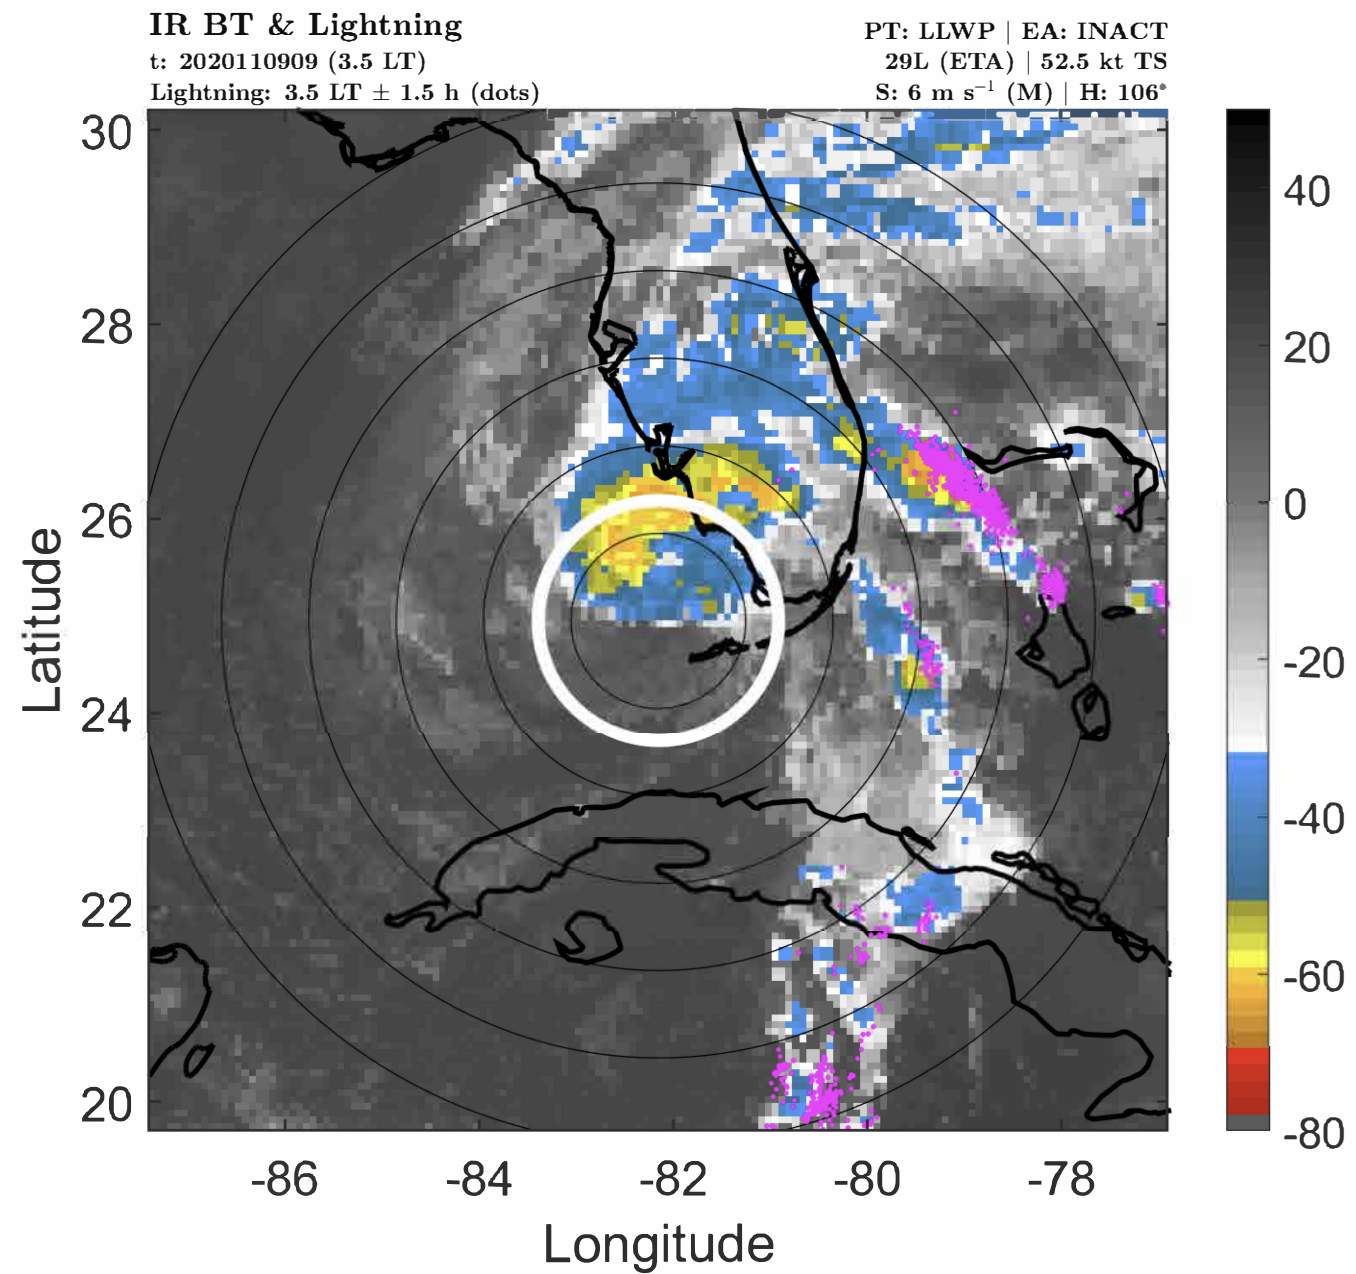 IR BT & Lightning
t: 2020110909 (3.5 LT)
Lightning: 3.5 LT ± 1.5 h (dots)
PT: LLWP | EA: INACT
29L (ETA) | 52.5 kt TS
S: 6 m s⁻¹ (M) | H: 106°
30
28
26
24
22
20
Latitude
-86
-84
-82
-80
-78
Longitude
40
20
0
-20
-40
-60
-80